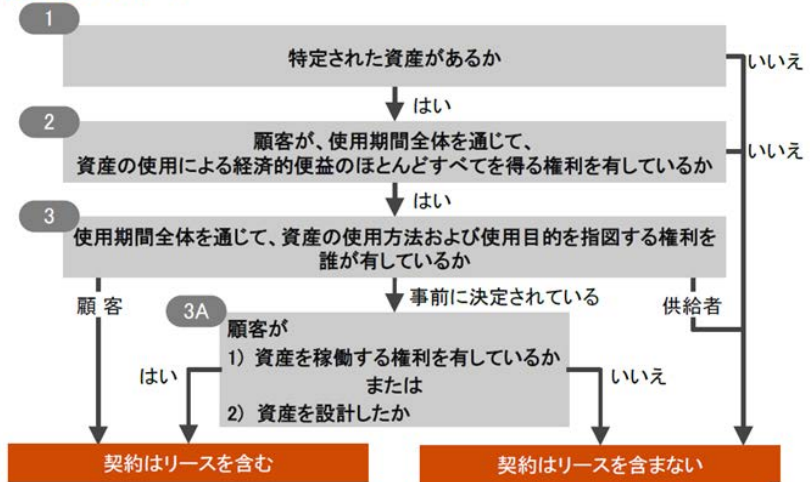 1
特定された資産があるか
いいえ
はい
2
顧客が、使用期間全体を通じて、
資産の使用による経済的便益のほとんどすべてを得る権利を有しているか
いいえ
はい
3
使用期間全体を通じて、資産の使用方法および使用目的を指図する権利を
誰が有しているか
顧 客
事前に決定されている
供給者
3A
顧客が
1) 資産を稼働する権利を有しているか
または
2) 資産を設計したか
はい
いいえ
契約はリースを含む
契約はリースを含まない